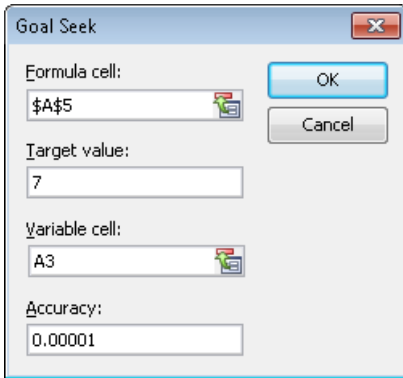 Goal Seek
Formula cell:
$A$5
OK
Cancel
Target value:
7
Variable cell:
A3
Accuracy:
0.00001